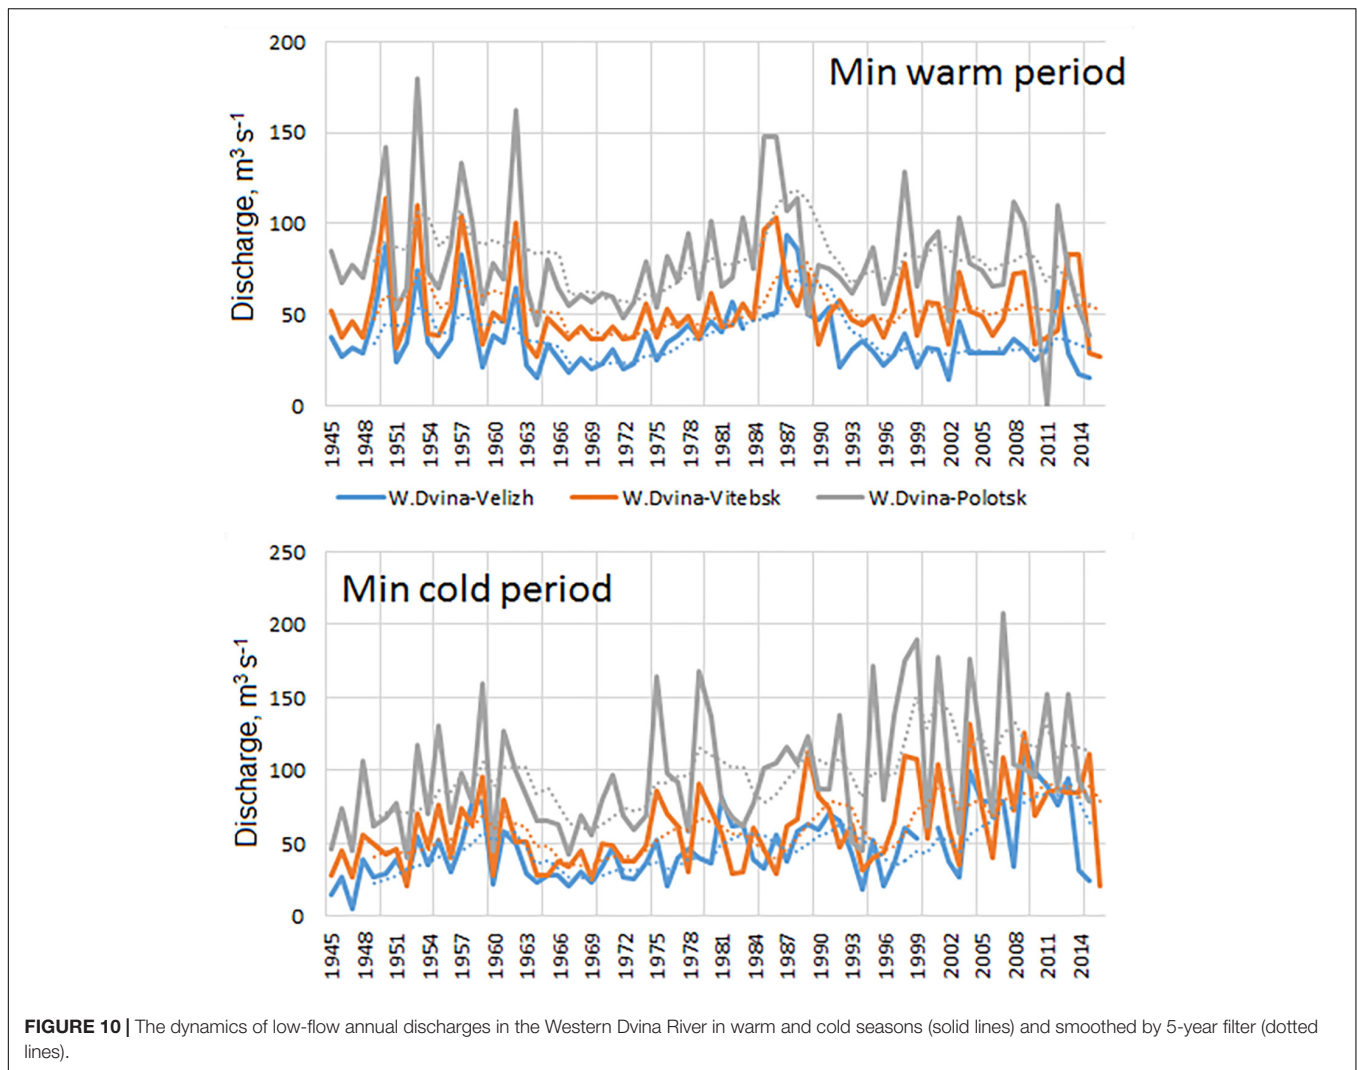 200
150
100
50
0
Discharge, m³ s⁻¹
Min warm period
1945 1948 1951 1954 1957 1960 1963 1966 1969 1972 1975 1978 1981 1984 1987 1990 1993 1996 1999 2002 2005 2008 2011 2014
W.Dvina-Velizh W.Dvina-Vitebsk W.Dvina-Polotsk
250
200
150
100
50
0
Discharge, m³ s⁻¹
Min cold period
1945 1948 1951 1954 1957 1960 1963 1966 1969 1972 1975 1978 1981 1984 1987 1990 1993 1996 1999 2002 2005 2008 2011 2014
FIGURE 10 | The dynamics of low-flow annual discharges in the Western Dvina River in warm and cold seasons (solid lines) and smoothed by 5-year filter (dotted
lines).